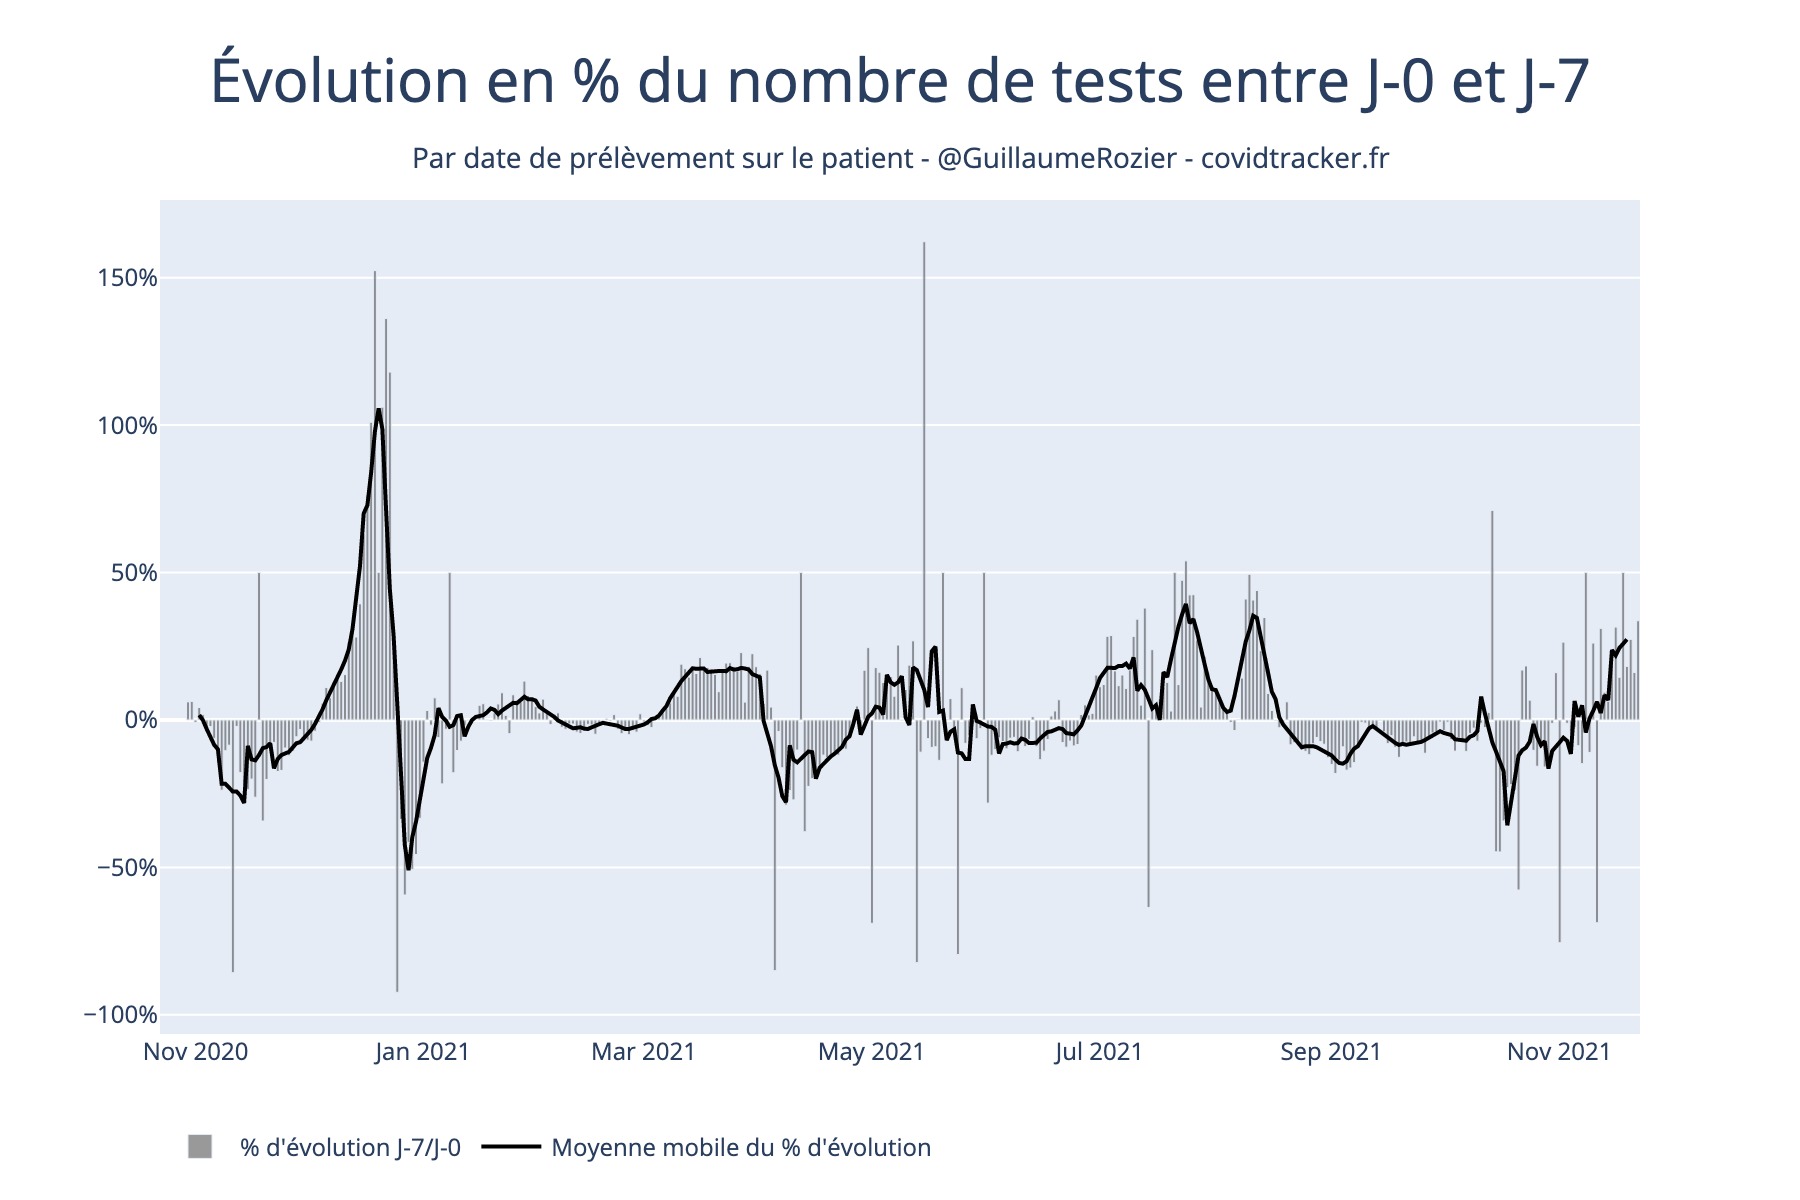 Évolution en % du nombre de tests entre J-0 et J-7
Par date de prélèvement sur le patient - @GuillaumeRozier - covidtracker.fr
150%
100%
50%
0%
−50%
−100%
Nov 2020
Jan 2021
Mar 2021
May 2021
Jul 2021
Sep 2021
Nov 2021
% d'évolution J-7/J-0
Moyenne mobile du % d'évolution